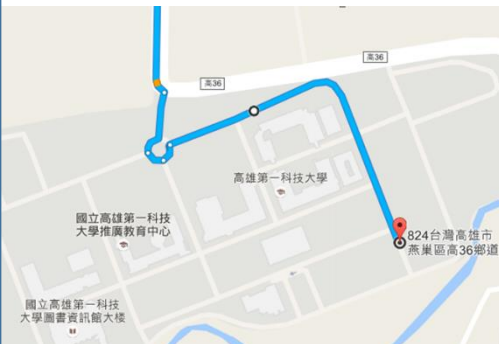 高36
高36
高雄第一科技大學
國立高雄第一科技
大學推廣教育中心
824台灣高雄市
燕巢區高36鄉道
國立高雄第一科技
大學圖書資訊館大楼